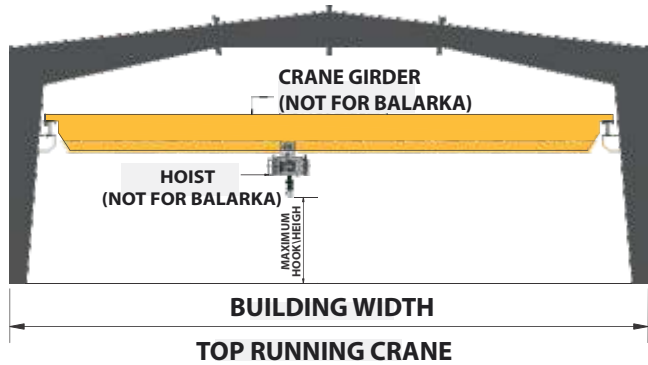 CRANE GIRDER
(NOT FOR BALARKA)
HOIST
(NOT FOR BALARKA)
MAXIMUM
HOOK\HEIGH
BUILDING WIDTH
TOP RUNNING CRANE